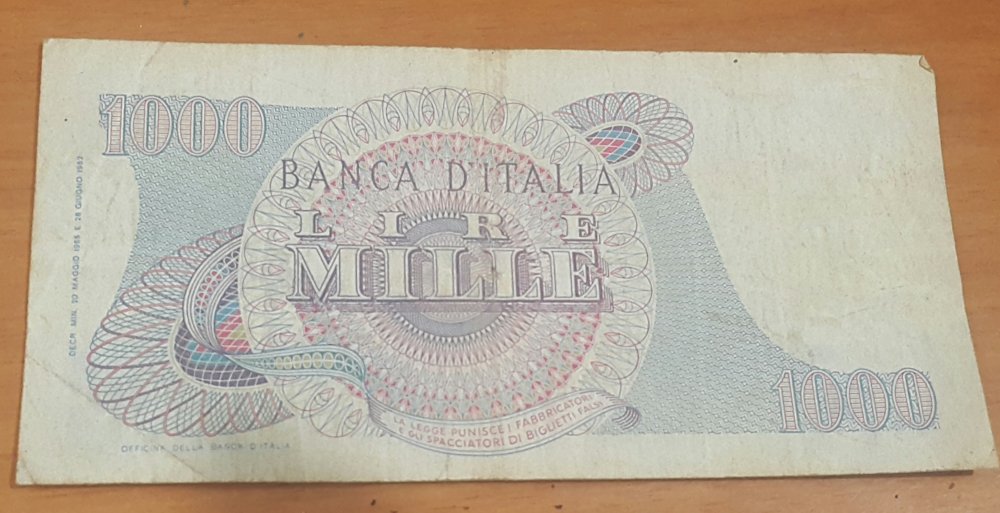 1000
BANCA D'ITALIA
LIRE
MILLE
DECR. MIN. 20 MAGGIO 1963 E 28 GIUGNO 1962
1000
LA LEGGE PUNISCE I FABBRICATORI
E GLI SPACCIATORI DI BIGLIETTI FALSI
OFFICINA DELLA BANCA D'ITALIA